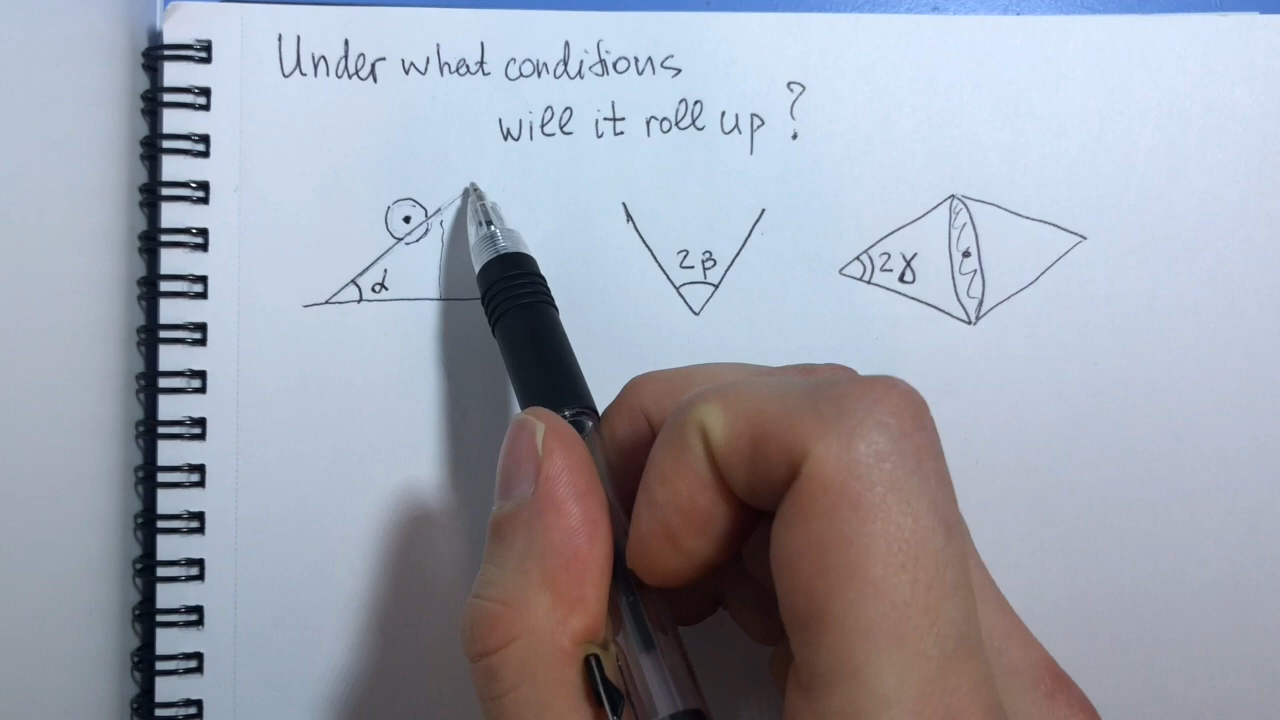 Under what conditions
will it roll up?
α
2β
2γ